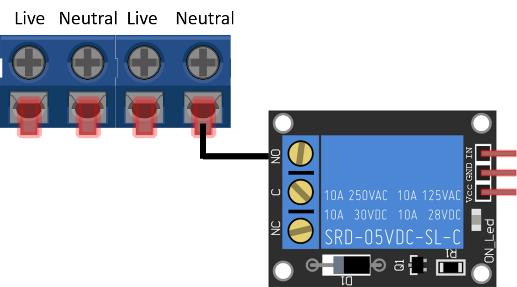 Live Neutral Live Neutral
NO
C
NC
IN
GND
Vcc
10A 250VAC 10A 125VAC
10A 30VDC 10A 28VDC
SRD-05VDC-SL-C
ON_Led
D1
Q1
R1